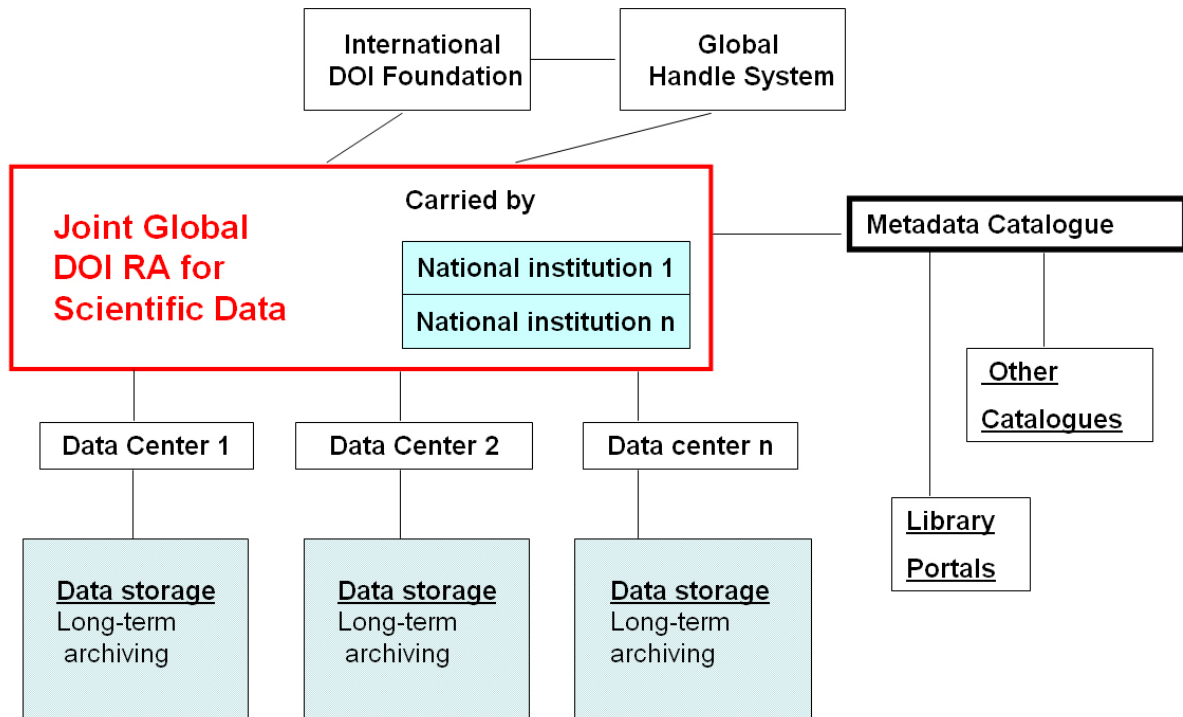 International
DOI Foundation
Global
Handle System
Joint Global
DOI RA for
Scientific Data
Carried by
National institution 1
National institution n
Metadata Catalogue
Other
Catalogues
Library
Portals
Data Center 1
Data Center 2
Data center n
Data storage
Long-term
archiving
Data storage
Long-term
archiving
Data storage
Long-term
archiving